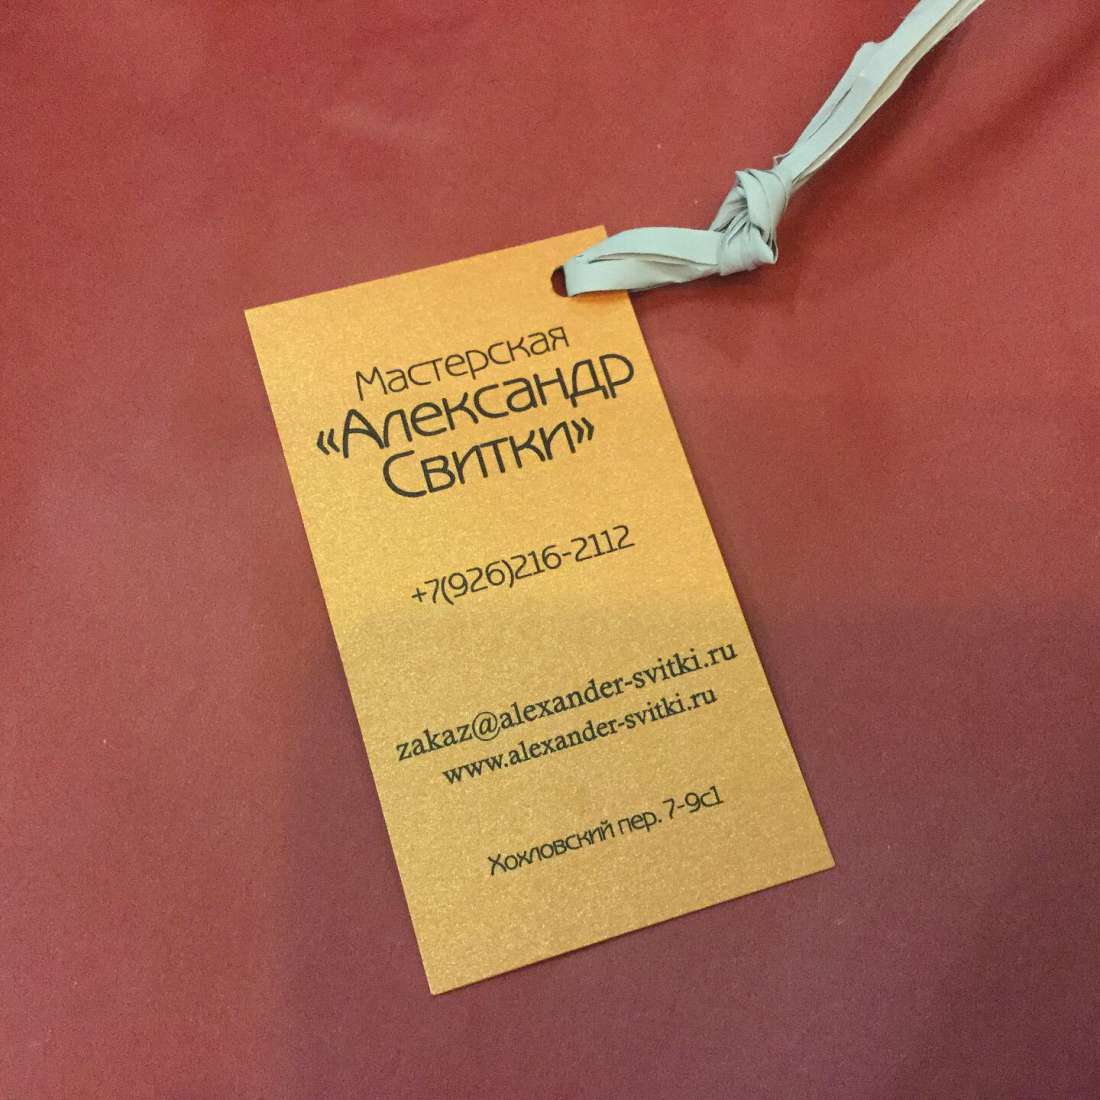 Мастерская
«Александр
Свитки»
+7(926)216-2112
zakaz@alexander-svitki.ru
www.alexander-svitki.ru
Хохловский пер. 7-9с1